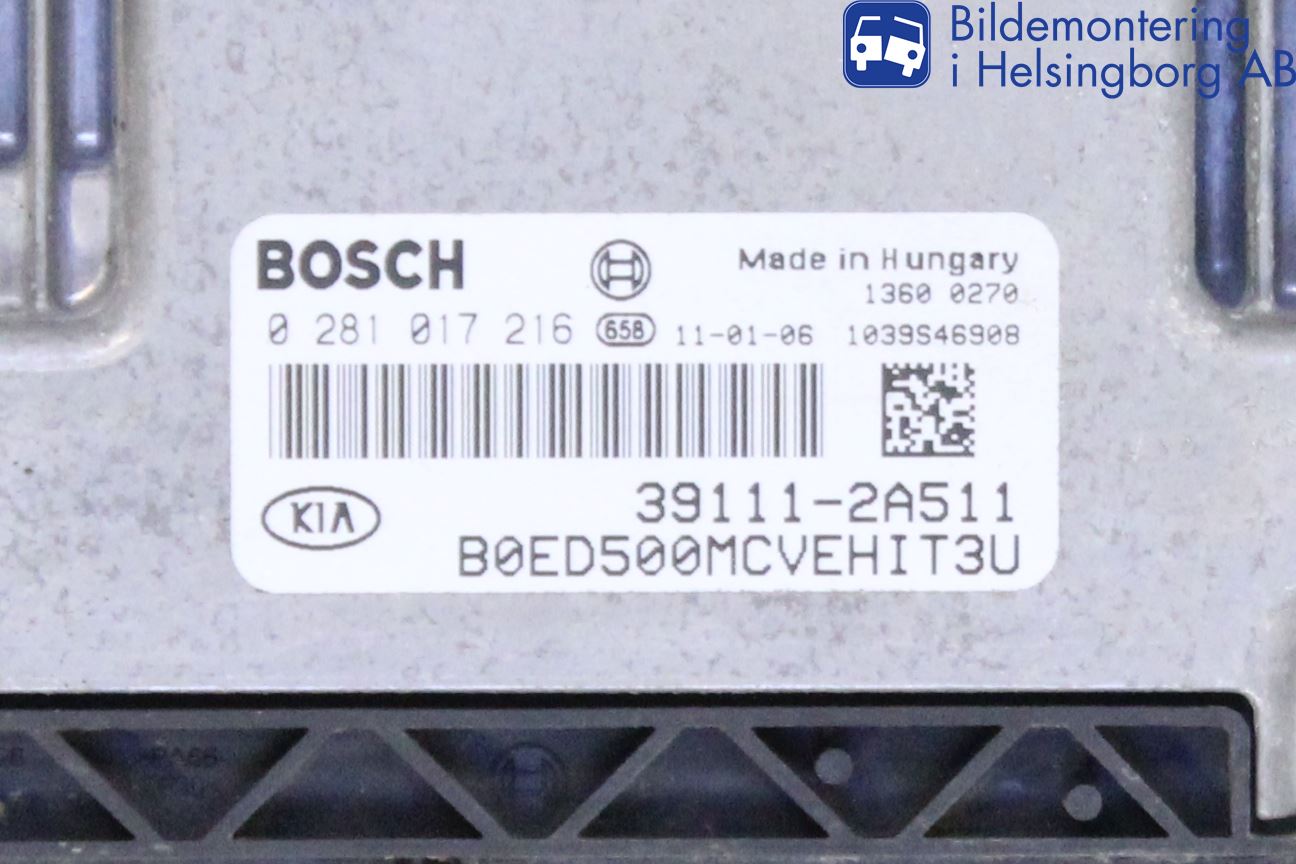 Bildemontering
i Helsingborg AB
BOSCH
Made in Hungary
1360 0270
0 281 017 216 658 11-01-06 1039S46908
KIA
39111-2A511
B0ED500MCVEHIT3U